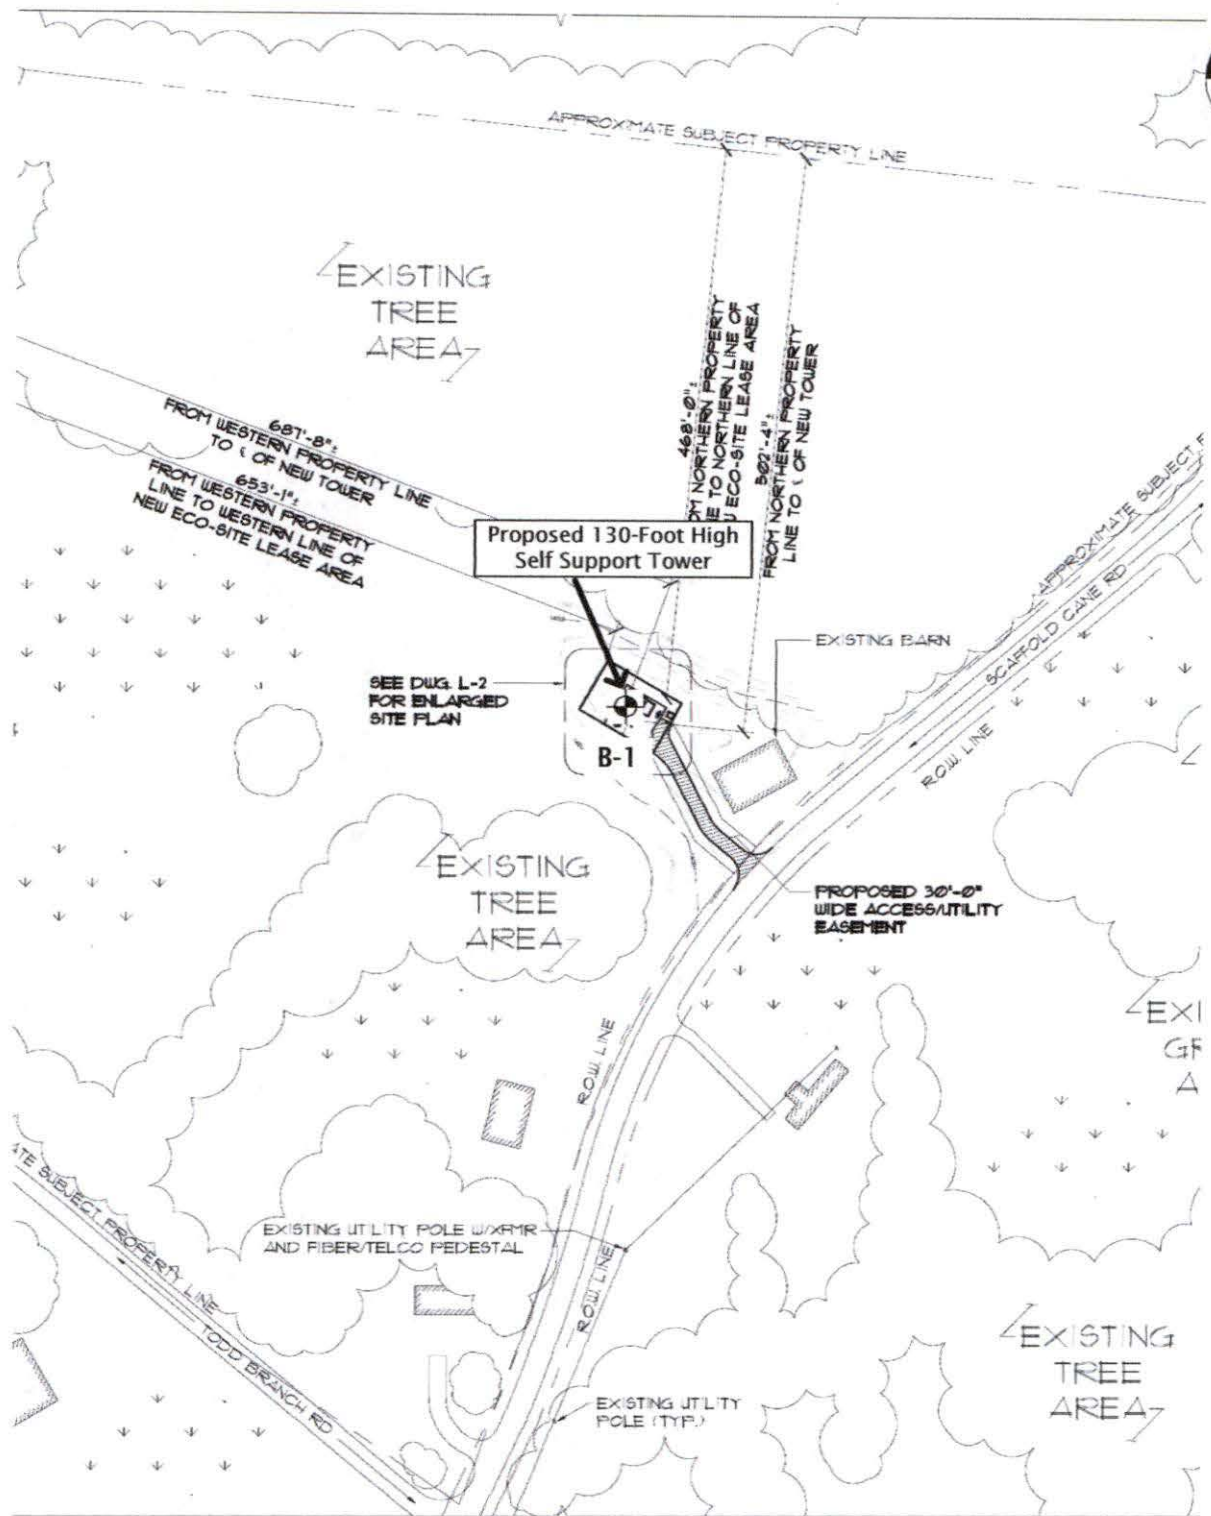 APPROXIMATE SUBJECT PROPERTY LINE
EXISTING
TREE
AREA
468'-0"±
NORTHERN PROPERTY
TO NORTHERN LINE OF
ECO-SITE LEASE AREA
502'-4"±
FROM NORTHERN PROPERTY
LINE TO ℄ OF NEW TOWER
687'-8"±
FROM WESTERN PROPERTY LINE
TO ℄ OF NEW TOWER
653'-1"±
FROM WESTERN PROPERTY
LINE TO WESTERN LINE OF
NEW ECO-SITE LEASE AREA
Proposed 130-Foot High
Self Support Tower
APPROXIMATE SUBJECT
SCAFFOLD CANE RD
R.O.W. LINE
EXISTING BARN
SEE DWG. L-2
FOR ENLARGED
SITE PLAN
B-1
EXISTING
TREE
AREA
PROPOSED 30'-0"
WIDE ACCESS/UTILITY
EASEMENT
R.O.W. LINE
SUBJECT PROPERTY LINE
TODD BRANCH RD
EXISTING UTILITY POLE W/XFMR
AND FIBER/TELCO PEDESTAL
R.O.W. LINE
EXISTING UTILITY
POLE (TYP.)
EXISTING
TREE
AREA